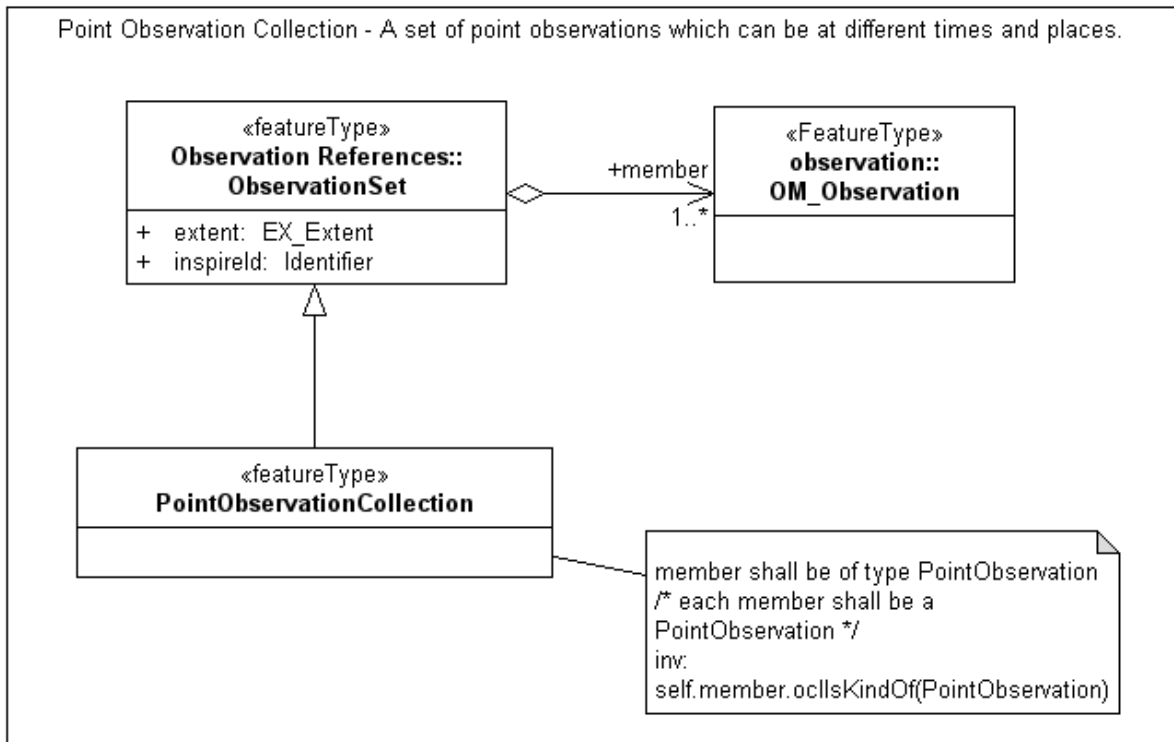 Point Observation Collection - A set of point observations which can be at different times and places.
«featureType»
Observation References::
ObservationSet
+ extent: EX_Extent
+ inspireId: Identifier
+member
1..*
«FeatureType»
observation::
OM_Observation
«featureType»
PointObservationCollection
member shall be of type PointObservation
/* each member shall be a
PointObservation */
inv:
self.member.oclIsKindOf(PointObservation)